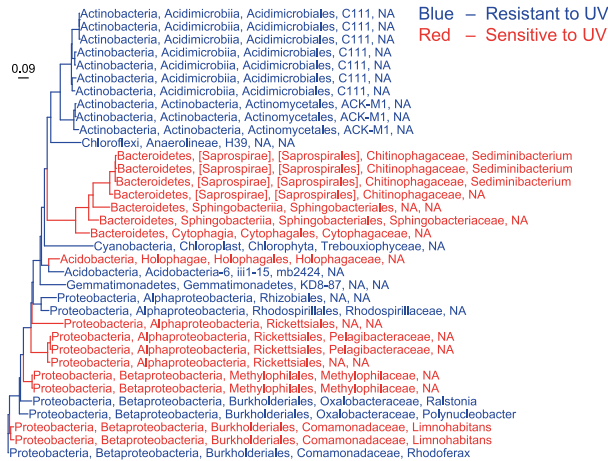 Blue – Resistant to UV
Red – Sensitive to UV
0.09
Actinobacteria, Acidimicrobiia, Acidimicrobiales, C111, NA
Actinobacteria, Acidimicrobiia, Acidimicrobiales, C111, NA
Actinobacteria, Acidimicrobiia, Acidimicrobiales, C111, NA
Actinobacteria, Acidimicrobiia, Acidimicrobiales, C111, NA
Actinobacteria, Acidimicrobiia, Acidimicrobiales, C111, NA
Actinobacteria, Acidimicrobiia, Acidimicrobiales, C111, NA
Actinobacteria, Acidimicrobiia, Acidimicrobiales, C111, NA
Actinobacteria, Actinobacteria, Actinomycetales, ACK-M1, NA
Actinobacteria, Actinobacteria, Actinomycetales, ACK-M1, NA
Actinobacteria, Actinobacteria, Actinomycetales, ACK-M1, NA
Chloroflexi, Anaerolineae, H39, NA, NA
Bacteroidetes, [Saprospirae], [Saprospirales], Chitinophagaceae, Sediminibacterium
Bacteroidetes, [Saprospirae], [Saprospirales], Chitinophagaceae, Sediminibacterium
Bacteroidetes, [Saprospirae], [Saprospirales], Chitinophagaceae, Sediminibacterium
Bacteroidetes, [Saprospirae], [Saprospirales], Chitinophagaceae, NA
Bacteroidetes, Sphingobacteriia, Sphingobacteriales, NA, NA
Bacteroidetes, Sphingobacteriia, Sphingobacteriales, Sphingobacteriaceae, NA
Bacteroidetes, Cytophagia, Cytophagales, Cytophagaceae, NA
Cyanobacteria, Chloroplast, Chlorophyta, Trebouxiophyceae, NA
Acidobacteria, Holophagae, Holophagales, Holophagaceae, NA
Acidobacteria, Acidobacteria-6, iii1-15, mb2424, NA
Gemmatimonadetes, Gemmatimonadetes, KD8-87, NA, NA
Proteobacteria, Alphaproteobacteria, Rhizobiales, NA, NA
Proteobacteria, Alphaproteobacteria, Rhodospirillales, Rhodospirillaceae, NA
Proteobacteria, Alphaproteobacteria, Rickettsiales, NA, NA
Proteobacteria, Alphaproteobacteria, Rickettsiales, Pelagibacteraceae, NA
Proteobacteria, Alphaproteobacteria, Rickettsiales, Pelagibacteraceae, NA
Proteobacteria, Alphaproteobacteria, Rickettsiales, NA, NA
Proteobacteria, Betaproteobacteria, Methylophilales, Methylophilaceae, NA
Proteobacteria, Betaproteobacteria, Methylophilales, Methylophilaceae, NA
Proteobacteria, Betaproteobacteria, Burkholderiales, Oxalobacteraceae, Ralstonia
Proteobacteria, Betaproteobacteria, Burkholderiales, Oxalobacteraceae, Polynucleobacter
Proteobacteria, Betaproteobacteria, Burkholderiales, Comamonadaceae, Limnohabitans
Proteobacteria, Betaproteobacteria, Burkholderiales, Comamonadaceae, Limnohabitans
Proteobacteria, Betaproteobacteria, Burkholderiales, Comamonadaceae, Rhodoferax